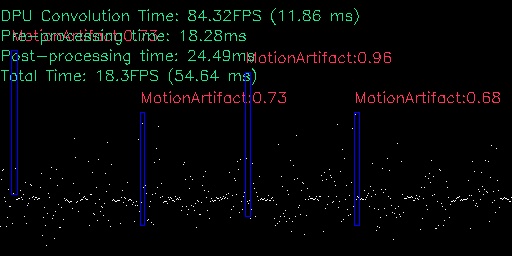 DPU Convolution Time: 84.32FPS (11.86 ms)
Pre-processing time: 18.28ms
MotionArtifact:0.73
Post-processing time: 24.49ms
MotionArtifact:0.96
Total Time: 18.3FPS (54.64 ms)
MotionArtifact:0.73
MotionArtifact:0.68